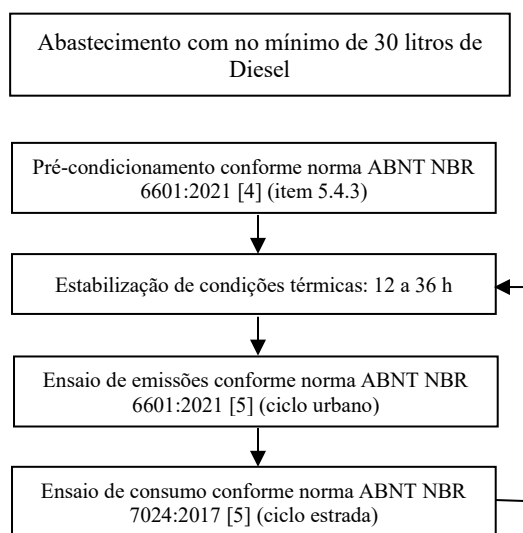 Abastecimento com no mínimo de 30 litros de
Diesel
Pré-condicionamento conforme norma ABNT NBR
6601:2021 [4] (item 5.4.3)
Estabilização de condições térmicas: 12 a 36 h
Ensaio de emissões conforme norma ABNT NBR
6601:2021 [5] (ciclo urbano)
Ensaio de consumo conforme norma ABNT NBR
7024:2017 [5] (ciclo estrada)